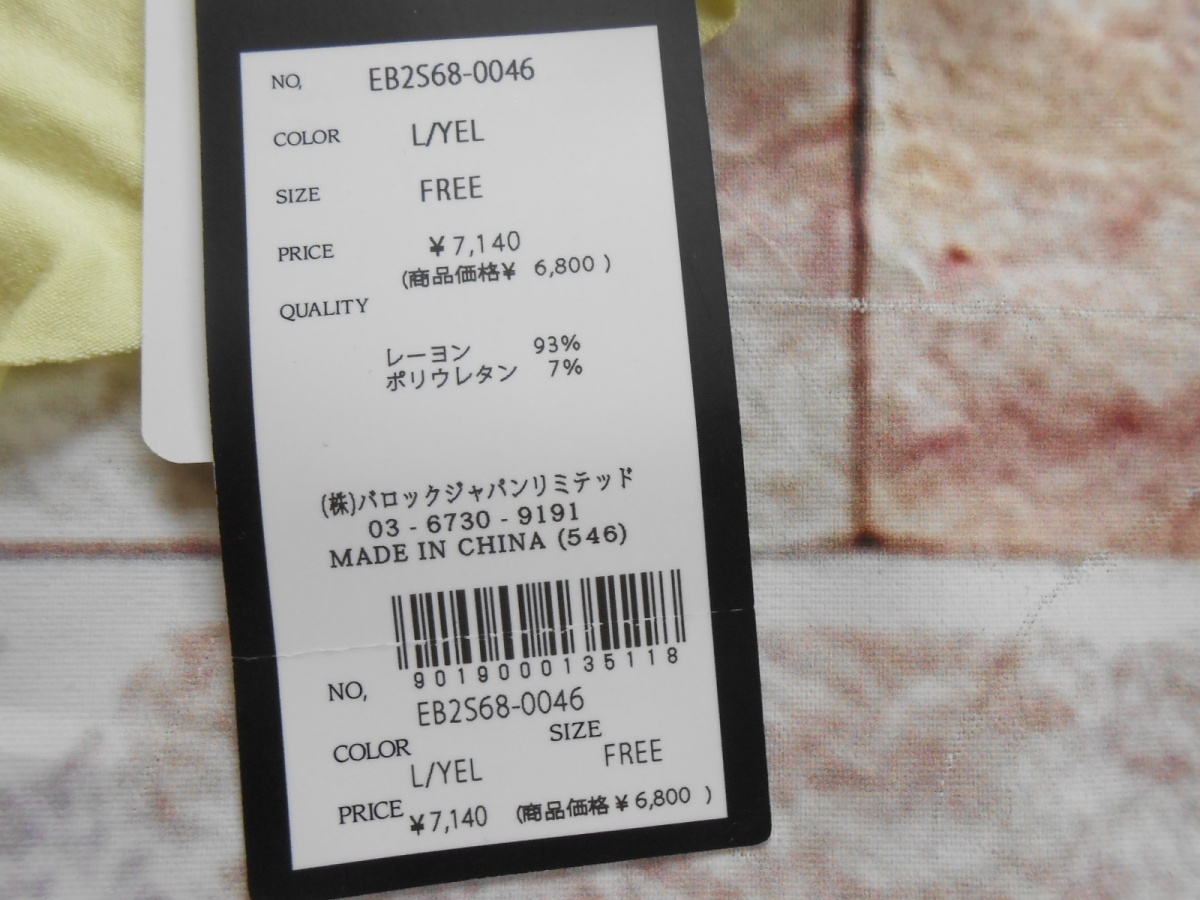 NO, EB2S68-0046
COLOR L/YEL
SIZE FREE
PRICE ¥7,140
(商品価格¥ 6,800 )
QUALITY
レーヨン 93%
ポリウレタン 7%
(株)バロックジャパンリミテッド
03 - 6730 - 9191
MADE IN CHINA (546)
9019000135118
NO, EB2S68-0046
COLOR L/YEL SIZE FREE
PRICE ¥7,140 (商品価格¥6,800 )